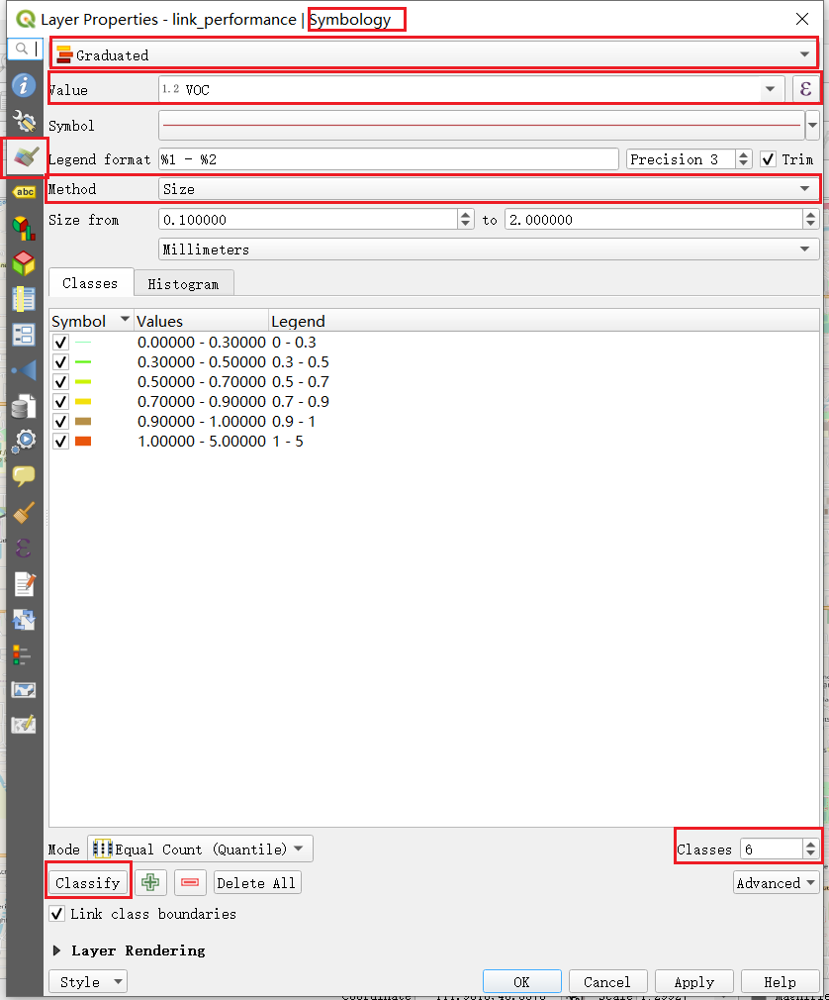 Layer Properties - link_performance | Symbology
Graduated
Value 1.2 VOC ε
Symbol
Legend format %1 - %2 Precision 3 Trim
Method Size
Size from 0.100000 to 2.000000
Millimeters
Classes Histogram
abc
Symbol Values Legend
0.00000 - 0.30000 0 - 0.3
0.30000 - 0.50000 0.3 - 0.5
0.50000 - 0.70000 0.5 - 0.7
0.70000 - 0.90000 0.7 - 0.9
0.90000 - 1.00000 0.9 - 1
1.00000 - 5.00000 1 - 5
Mode Equal Count (Quantile) Classes 6
Classify Delete All Advanced
Link class boundaries
Layer Rendering
Style OK Cancel Apply Help